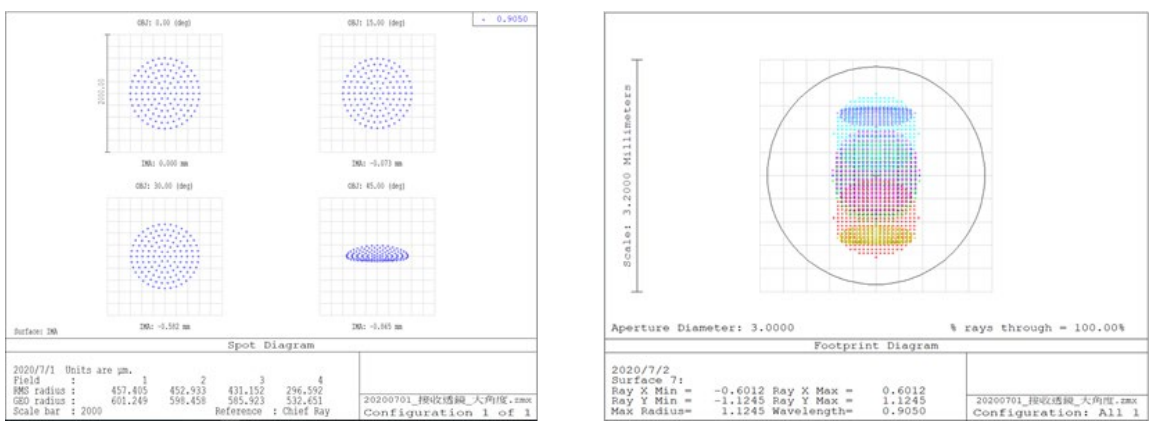 OBJ: 0.00 (deg)
OBJ: 15.00 (deg)
+ 0.9050
2000.00
IMA: 0.000 mm
IMA: -0.073 mm
OBJ: 30.00 (deg)
OBJ: 45.00 (deg)
IMA: -0.582 mm
IMA: -0.865 mm
Surface: IMA
Spot Diagram
2020/7/1 Units are µm.
Field : 1 2 3 4
RMS radius : 457.405 452.933 431.152 296.592
GEO radius : 601.249 598.458 585.923 532.651
Scale bar : 2000 Reference : Chief Ray
20200701_接收透鏡_大角度.zmx
Configuration 1 of 1
Scale: 3.2000 Millimeters
Aperture Diameter: 3.0000 % rays through = 100.00%
Footprint Diagram
2020/7/2
Surface 7:
Ray X Min = -0.6012 Ray X Max = 0.6012
Ray Y Min = -1.1245 Ray Y Max = 1.1245
Max Radius= 1.1245 Wavelength= 0.9050
20200701_接收透鏡_大角度.zmx
Configuration: All 1